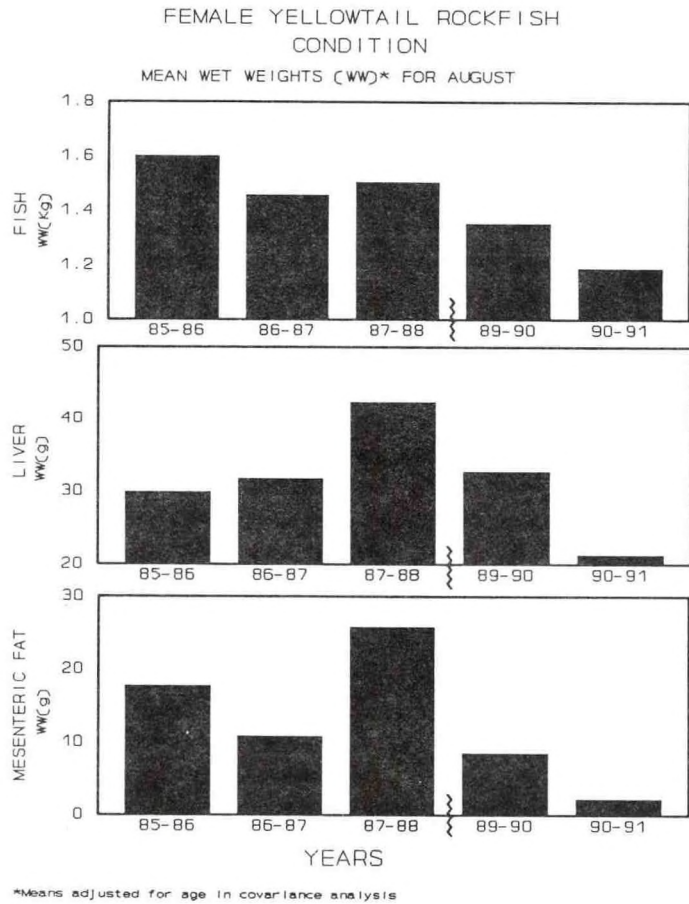 FEMALE YELLOWTAIL ROCKFISH
CONDITION
MEAN WET WEIGHTS (WW)* FOR AUGUST
FISH
WW(Kg)
1.8
1.6
1.4
1.2
1.0
85-86 86-87 87-88 89-90 90-91
LIVER
WW(g)
50
40
30
20
85-86 86-87 87-88 89-90 90-91
MESENTERIC FAT
WW(g)
30
20
10
0
85-86 86-87 87-88 89-90 90-91
YEARS
*Means adjusted for age in covariance analysis